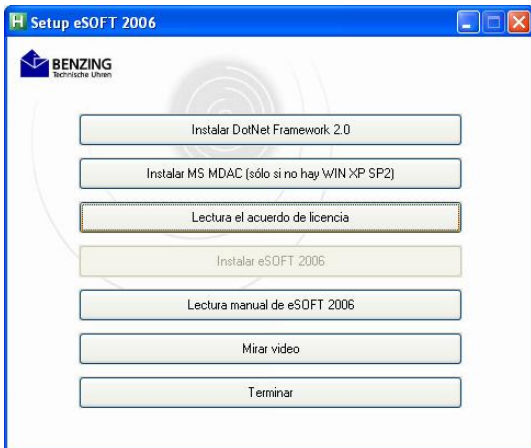 Setup eSOFT 2006
BENZING
Technische Uhren
Instalar DotNet Framework 2.0
Instalar MS MDAC (sólo si no hay WIN XP SP2)
Lectura el acuerdo de licencia
Instalar eSOFT 2006
Lectura manual de eSOFT 2006
Mirar video
Terminar